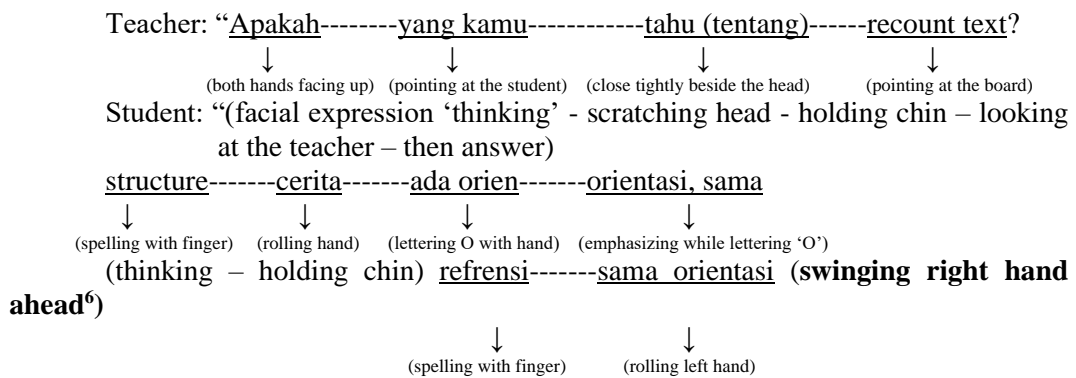 Teacher: “Apakah--------yang kamu------------tahu (tentang)------recount text?
↓ ↓ ↓ ↓
(both hands facing up) (pointing at the student) (close tightly beside the head) (pointing at the board)
Student: “(facial expression ‘thinking’ - scratching head - holding chin – looking
at the teacher – then answer)
structure-------cerita-------ada orien-------orientasi, sama
↓ ↓ ↓ ↓
(spelling with finger) (rolling hand) (lettering O with hand) (emphasizing while lettering ‘O’)
(thinking – holding chin) refrensi-------sama orientasi (swinging right hand
ahead⁶)
↓ ↓
(spelling with finger) (rolling left hand)